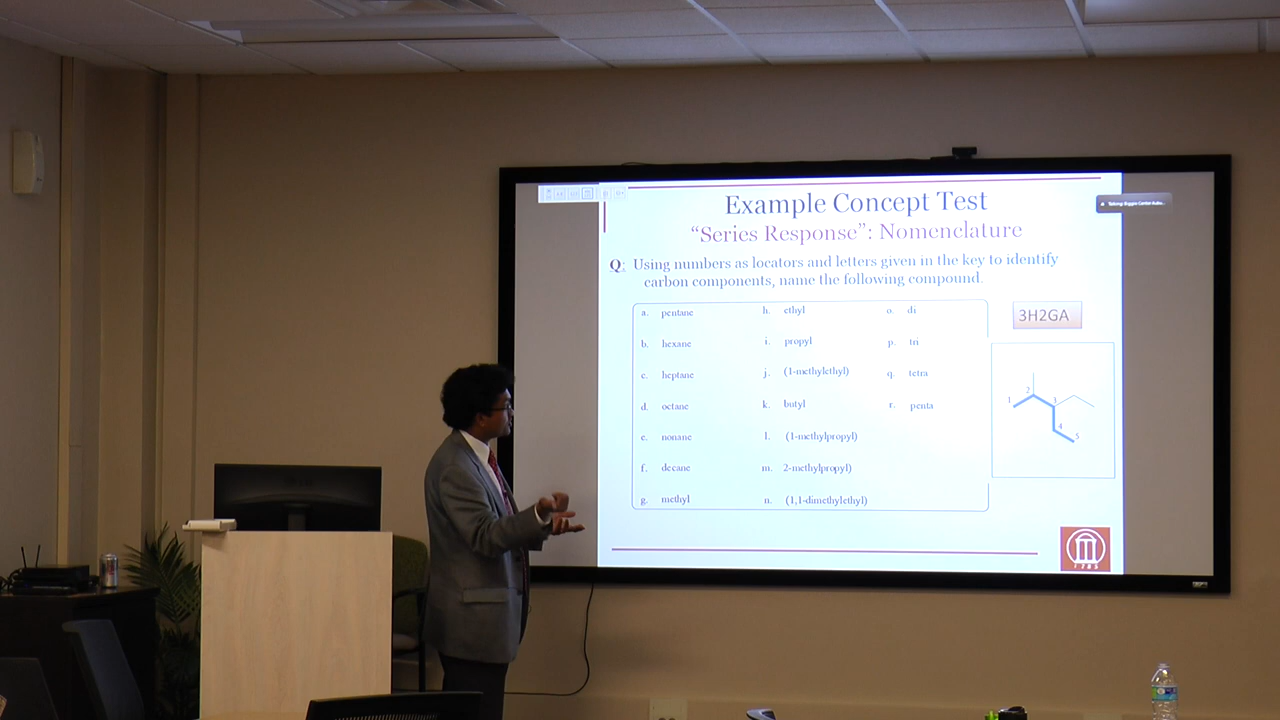 Example Concept Test
"Series Response": Nomenclature
Q: Using numbers as locators and letters given in the key to identify
carbon components, name the following compound.
a. pentane h. ethyl o. di
b. hexane i. propyl p. tri
c. heptane j. (1-methylethyl) q. tetra
d. octane k. butyl r. penta
e. nonane l. (1-methylpropyl)
f. decane m. 2-methylpropyl)
g. methyl n. (1,1-dimethylethyl)
3H2GA
1 2 3 4 5
1785